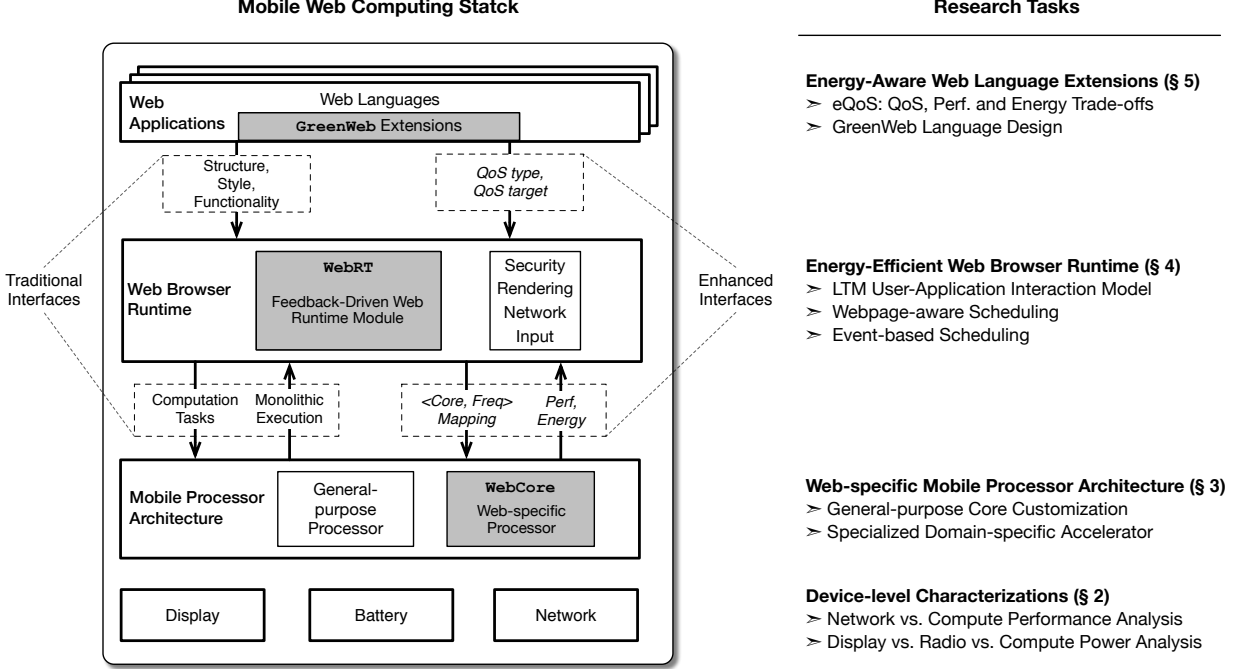 Mobile Web Computing Statck
Web Applications
Web Languages
GreenWeb Extensions
Structure,
Style,
Functionality
QoS type,
QoS target
Traditional
Interfaces
Enhanced
Interfaces
Web Browser
Runtime
WebRT
Feedback-Driven Web
Runtime Module
Security
Rendering
Network
Input
Computation
Tasks
Monolithic
Execution
<Core, Freq>
Mapping
Perf,
Energy
Mobile Processor
Architecture
General-
purpose
Processor
WebCore
Web-specific
Processor
Display
Battery
Network
Research Tasks
Energy-Aware Web Language Extensions (§ 5)
➣ eQoS: QoS, Perf. and Energy Trade-offs
➣ GreenWeb Language Design
Energy-Efficient Web Browser Runtime (§ 4)
➣ LTM User-Application Interaction Model
➣ Webpage-aware Scheduling
➣ Event-based Scheduling
Web-specific Mobile Processor Architecture (§ 3)
➣ General-purpose Core Customization
➣ Specialized Domain-specific Accelerator
Device-level Characterizations (§ 2)
➣ Network vs. Compute Performance Analysis
➣ Display vs. Radio vs. Compute Power Analysis